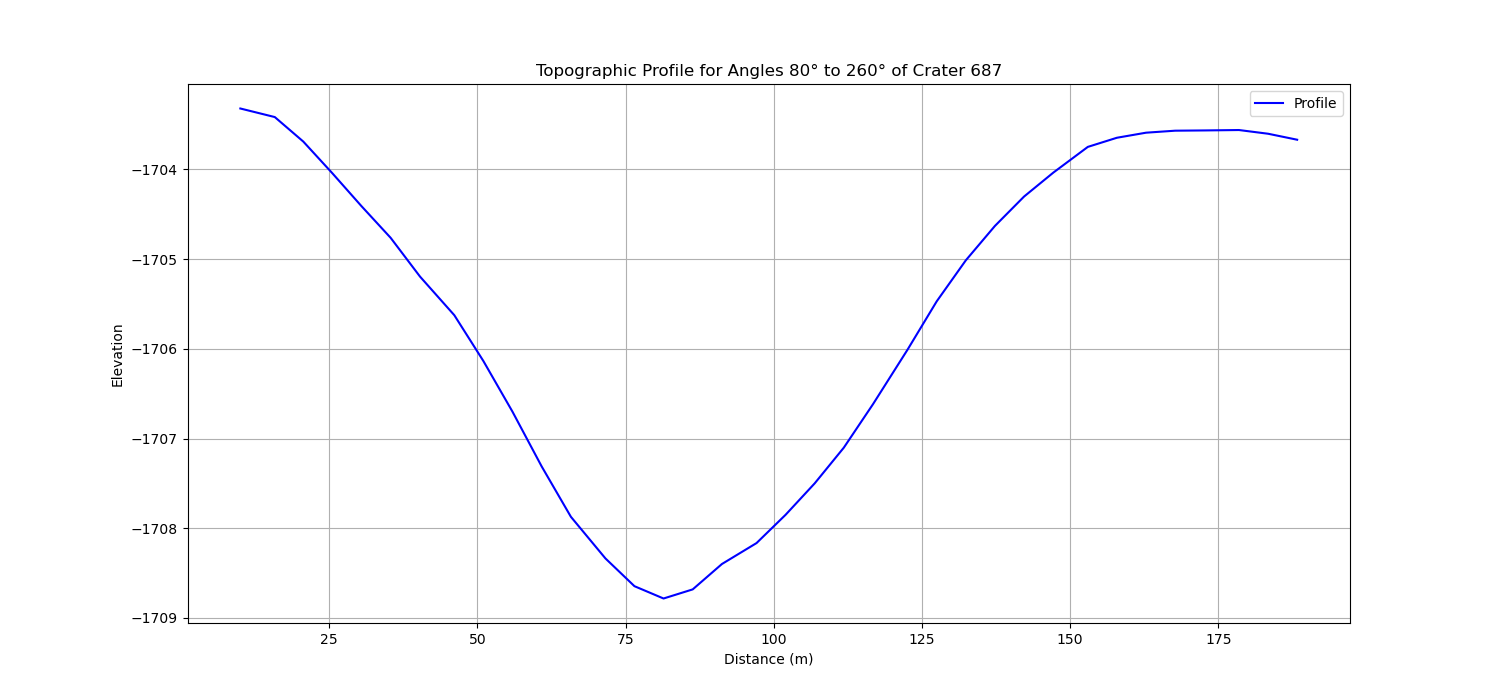 Topographic Profile for Angles 80° to 260° of Crater 687
Profile
−1704
−1705
−1706
−1707
−1708
−1709
Elevation
25 50 75 100 125 150 175
Distance (m)